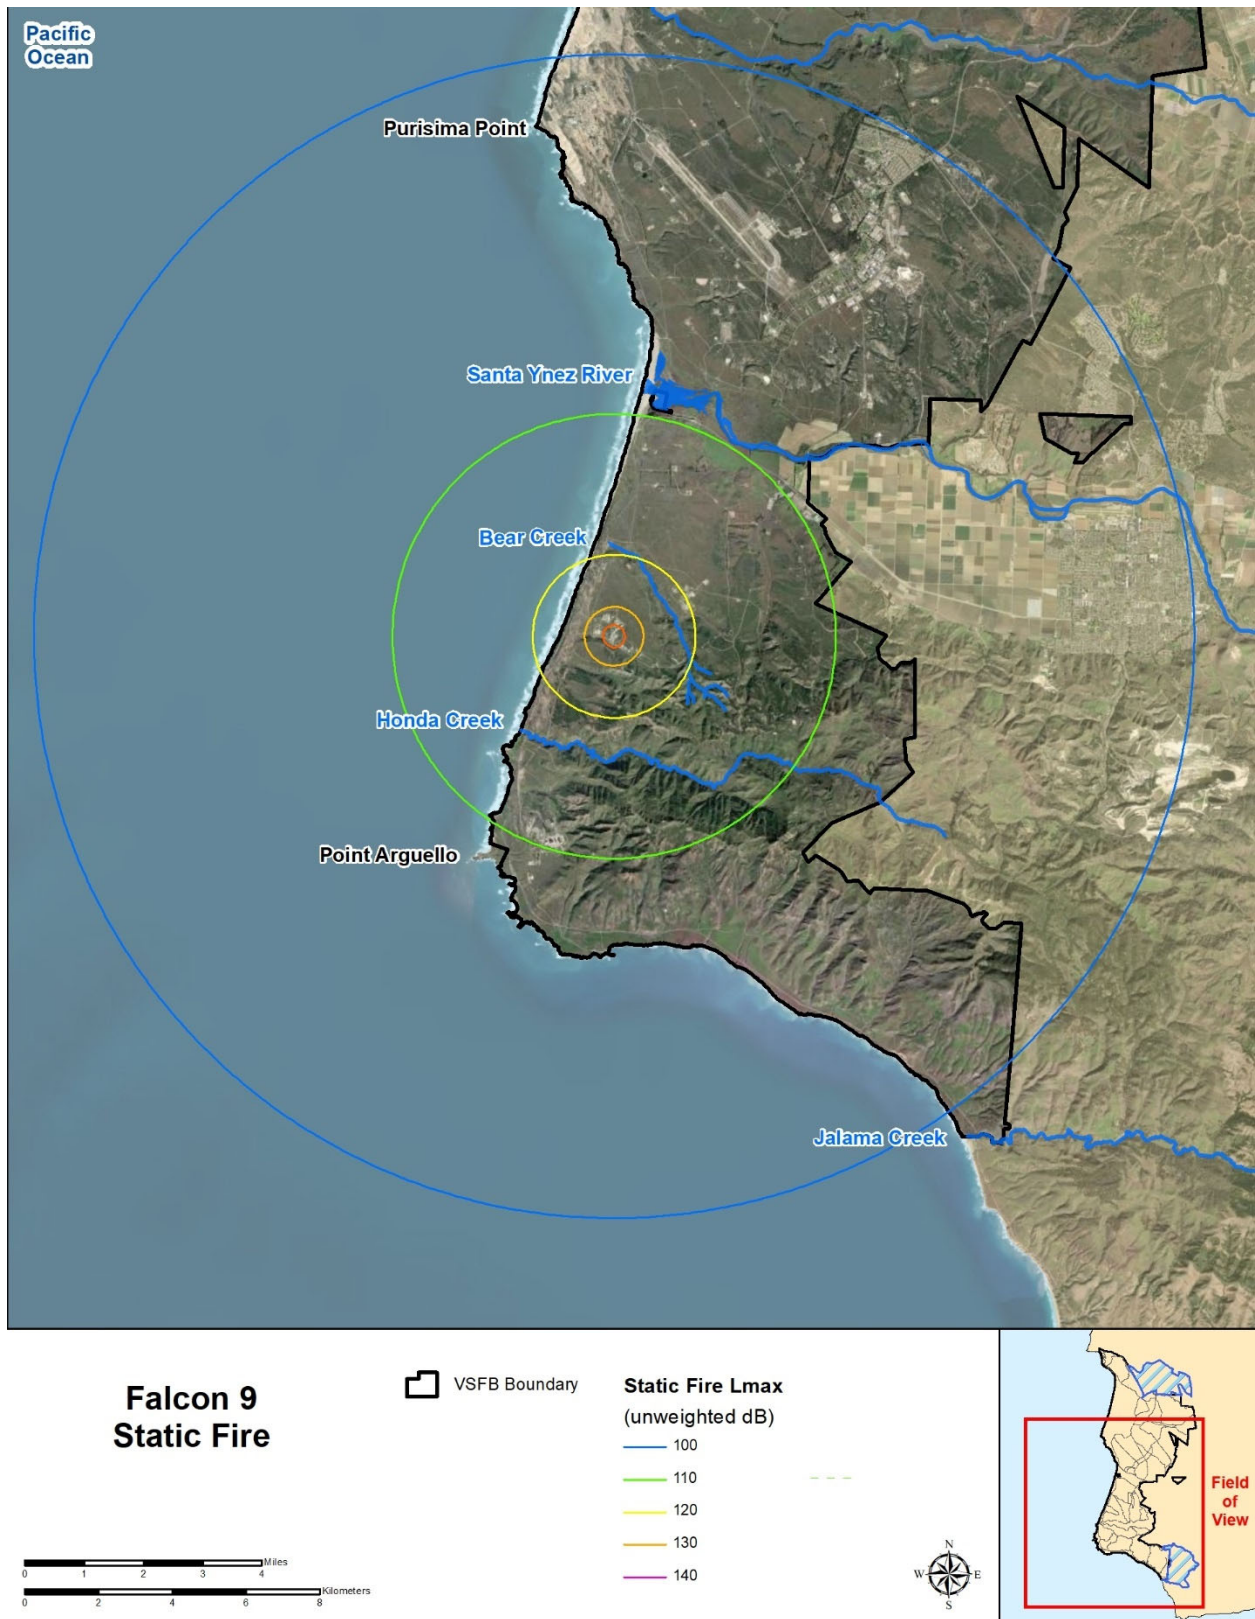 Pacific
Ocean
Purisima Point
Santa Ynez River
Bear Creek
Honda Creek
Point Arguello
Jalama Creek
Falcon 9
Static Fire
VSFB Boundary
Static Fire Lmax
(unweighted dB)
100
110
120
130
140
Miles
0 1 2 3 4
Kilometers
0 2 4 6 8
N
W E
S
Field
of
View